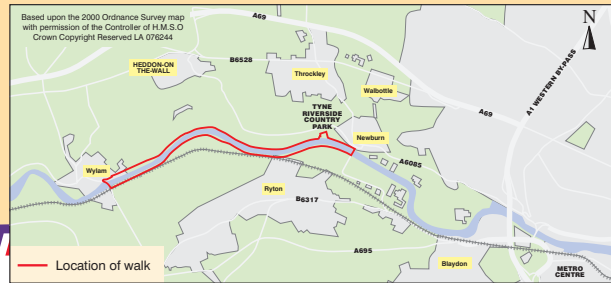 Based upon the 2000 Ordnance Survey map
with permission of the Controller of H.M.S.O
Crown Copyright Reserved LA 076244
A69
N
HEDDON-ON
THE-WALL
B6528
Throckley
Walbottle
A1 WESTERN BY-PASS
A69
TYNE
RIVERSIDE
COUNTRY
PARK
Newburn
Wylam
A6085
Ryton
B6317
A695
Location of walk
Blaydon
METRO
CENTRE